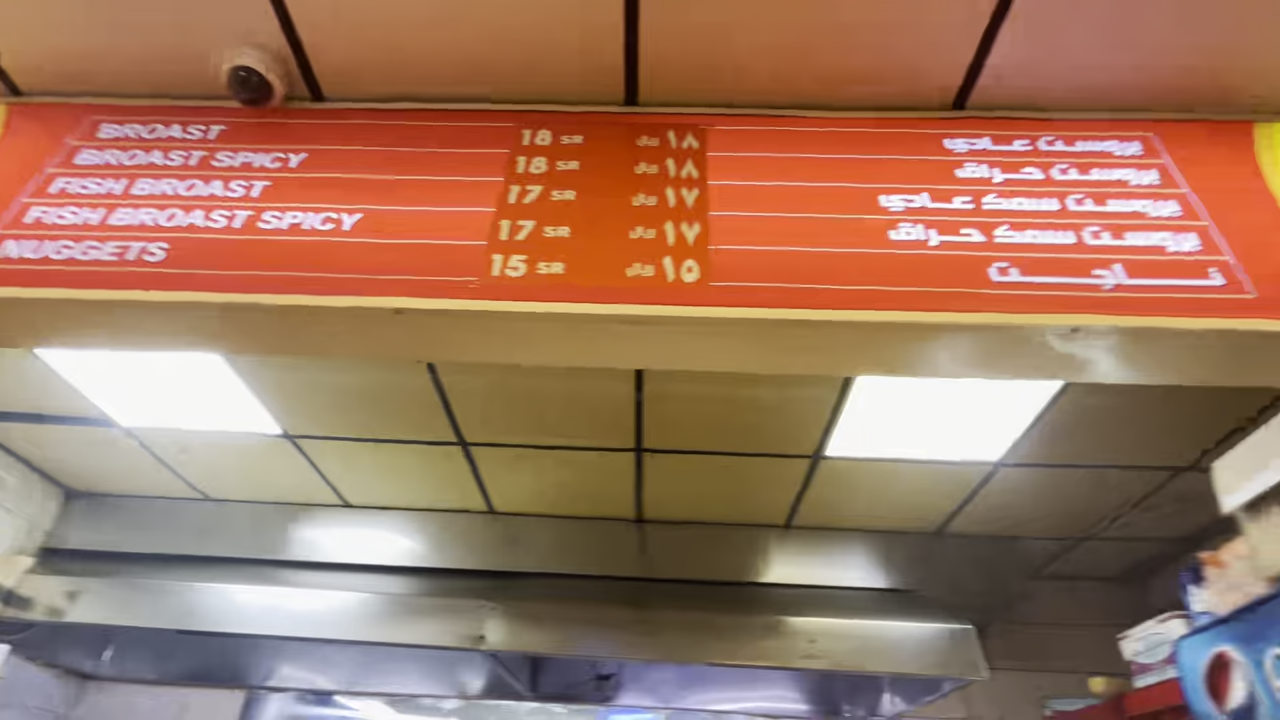 BROAST 18 SR ١٨ ريال بروست عادي
BROAST SPICY 18 SR ١٨ ريال بروست حراق
FISH BROAST 17 SR ١٧ ريال بروست سمك عادي
FISH BROAST SPICY 17 SR ١٧ ريال بروست سمك حراق
NUGGETS 15 SR ١٥ ريال ناجت